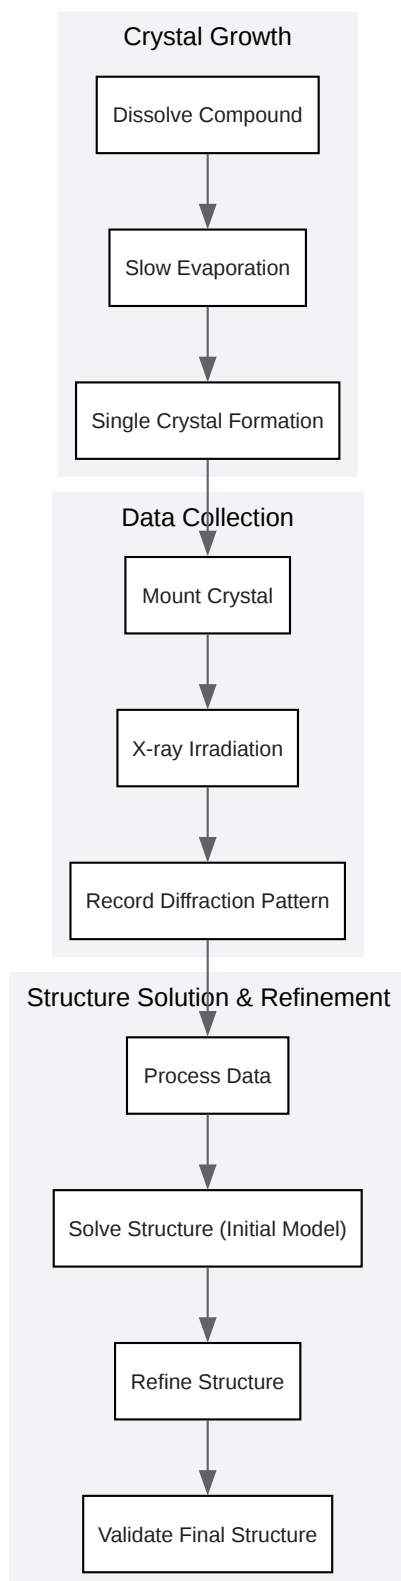 Crystal Growth
Dissolve Compound
Slow Evaporation
Single Crystal Formation
Data Collection
Mount Crystal
X-ray Irradiation
Record Diffraction Pattern
Structure Solution & Refinement
Process Data
Solve Structure (Initial Model)
Refine Structure
Validate Final Structure